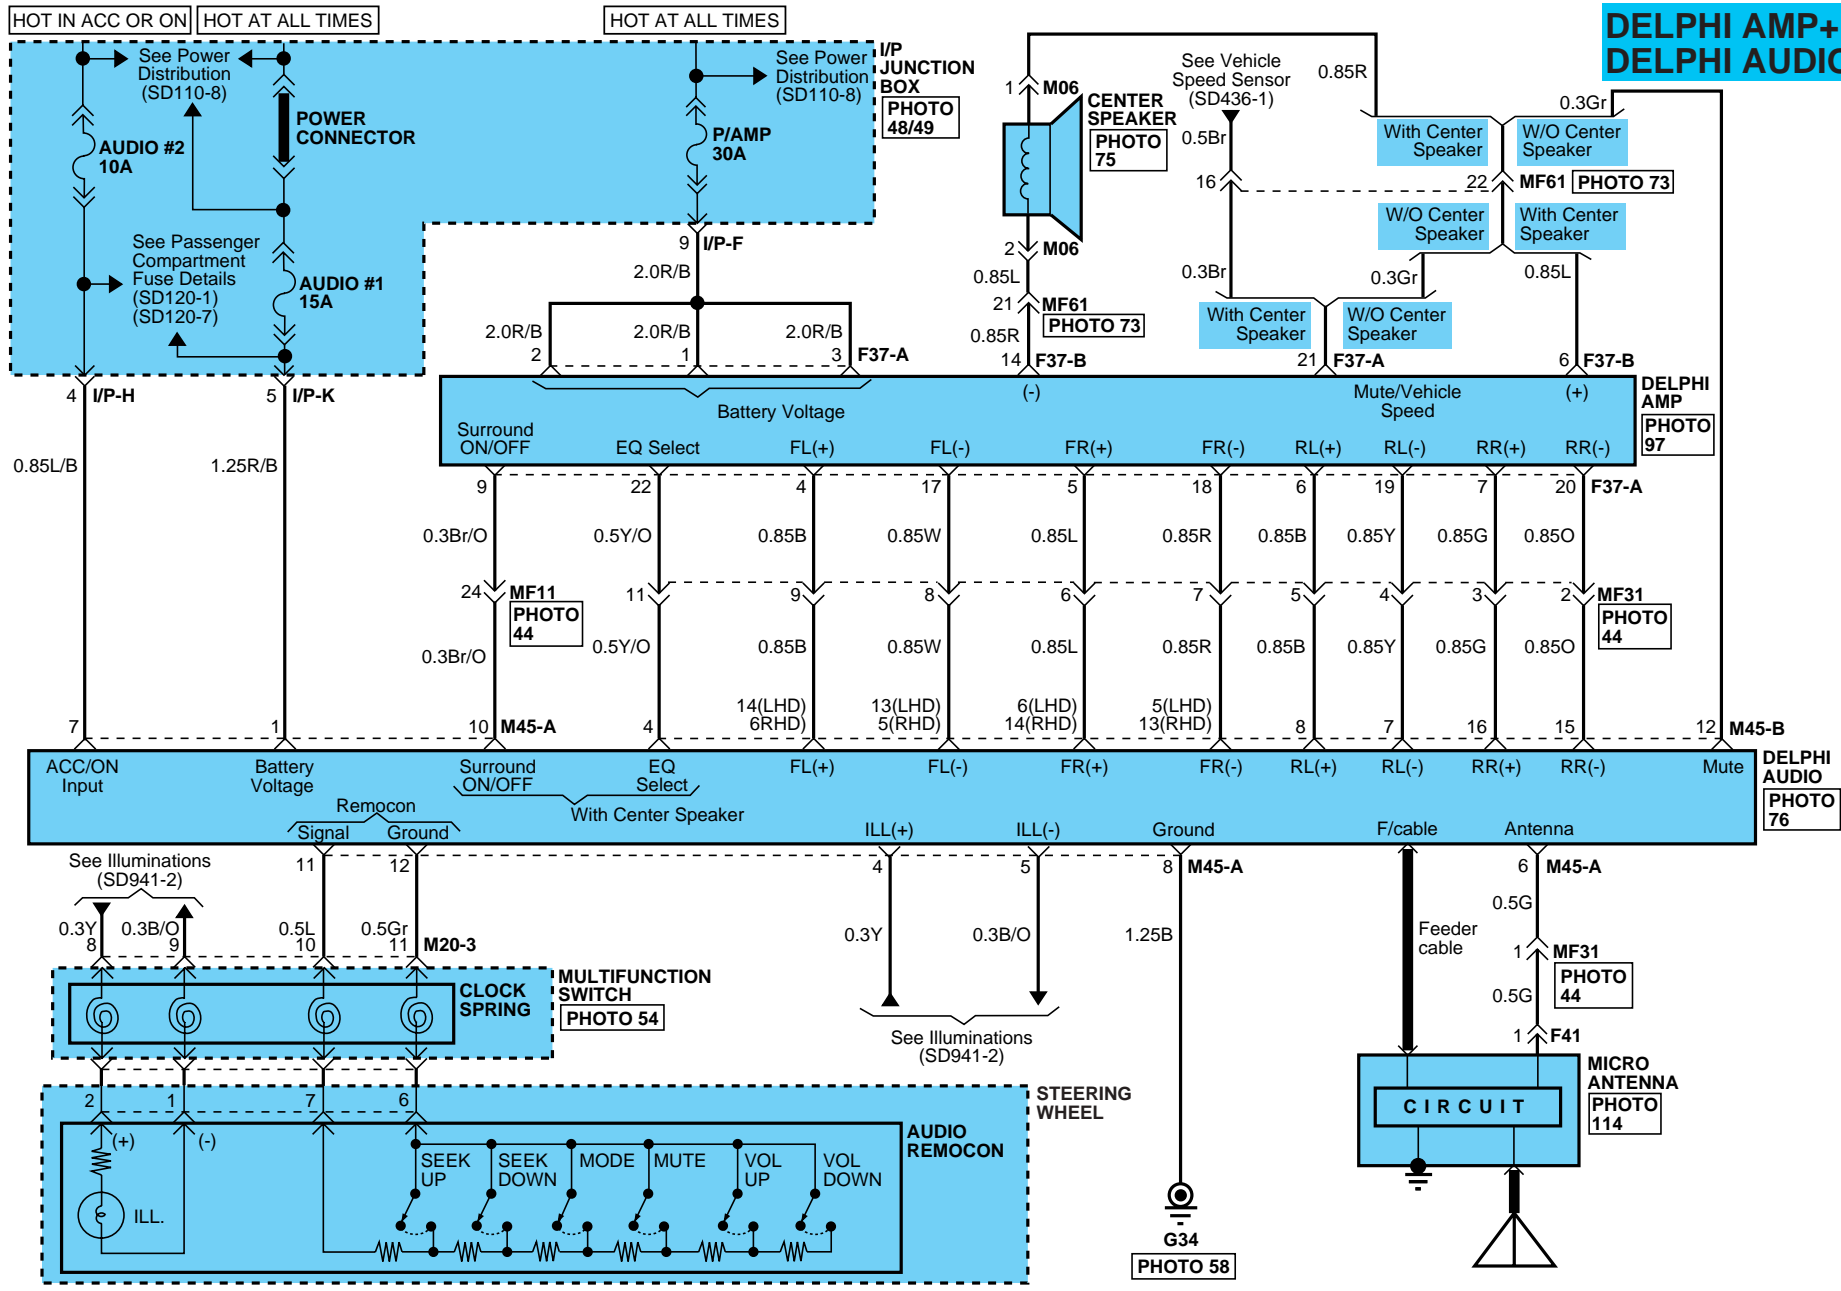 HOT IN ACC OR ON
HOT AT ALL TIMES
HOT AT ALL TIMES
DELPHI AMP+
DELPHI AUDIO
See Power
Distribution
(SD110-8)
See Power
Distribution
(SD110-8)
I/P
JUNCTION
BOX
PHOTO
48/49
AUDIO #2
10A
POWER
CONNECTOR
P/AMP
30A
See Passenger
Compartment
Fuse Details
(SD120-1)
(SD120-7)
AUDIO #1
15A
4 I/P-H
5 I/P-K
9 I/P-F
2.0R/B
2.0R/B
2.0R/B
2.0R/B
2
1
3 F37-A
1 M06
CENTER
SPEAKER
PHOTO
75
2 M06
0.85L
21 MF61
PHOTO 73
0.85R
14 F37-B
See Vehicle
Speed Sensor
(SD436-1)
0.5Br
16
0.3Br
0.85R
0.3Gr
With Center
Speaker
W/O Center
Speaker
22 MF61 PHOTO 73
W/O Center
Speaker
With Center
Speaker
0.3Gr
0.85L
With Center
Speaker
W/O Center
Speaker
21 F37-A
6 F37-B
Battery Voltage
(-)
Mute/Vehicle
Speed
(+)
DELPHI
AMP
PHOTO
97
Surround
ON/OFF
EQ Select
FL(+)
FL(-)
FR(+)
FR(-)
RL(+)
RL(-)
RR(+)
RR(-)
0.85L/B
1.25R/B
9
22
4
17
5
18
6
19
7
20 F37-A
0.3Br/O
0.5Y/O
0.85B
0.85W
0.85L
0.85R
0.85B
0.85Y
0.85G
0.85O
24 MF11
PHOTO
44
11
9
8
6
7
5
4
3
2 MF31
PHOTO
44
0.3Br/O
0.5Y/O
0.85B
0.85W
0.85L
0.85R
0.85B
0.85Y
0.85G
0.85O
7
1
10 M45-A
4
14(LHD)
6RHD)
13(LHD)
5(RHD)
6(LHD)
14(RHD)
5(LHD)
13(RHD)
8
7
16
15
12 M45-B
ACC/ON
Input
Battery
Voltage
Surround
ON/OFF
EQ
Select
With Center Speaker
FL(+)
FL(-)
FR(+)
FR(-)
RL(+)
RL(-)
RR(+)
RR(-)
Mute
DELPHI
AUDIO
PHOTO
76
Remocon
Signal
Ground
ILL(+)
ILL(-)
Ground
F/cable
Antenna
11
12
4
5
8 M45-A
6 M45-A
See Illuminations
(SD941-2)
0.3Y
8
0.3B/O
9
0.5L
10
0.5Gr
11 M20-3
0.3Y
0.3B/O
1.25B
Feeder
cable
0.5G
1 MF31
PHOTO
44
0.5G
1 F41
CLOCK
SPRING
MULTIFUNCTION
SWITCH
PHOTO 54
See Illuminations
(SD941-2)
MICRO
ANTENNA
PHOTO
114
CIRCUIT
STEERING
WHEEL
2
1
7
6
(+)
(-)
AUDIO
REMOCON
SEEK
UP
SEEK
DOWN
MODE
MUTE
VOL
UP
VOL
DOWN
ILL.
G34
PHOTO 58